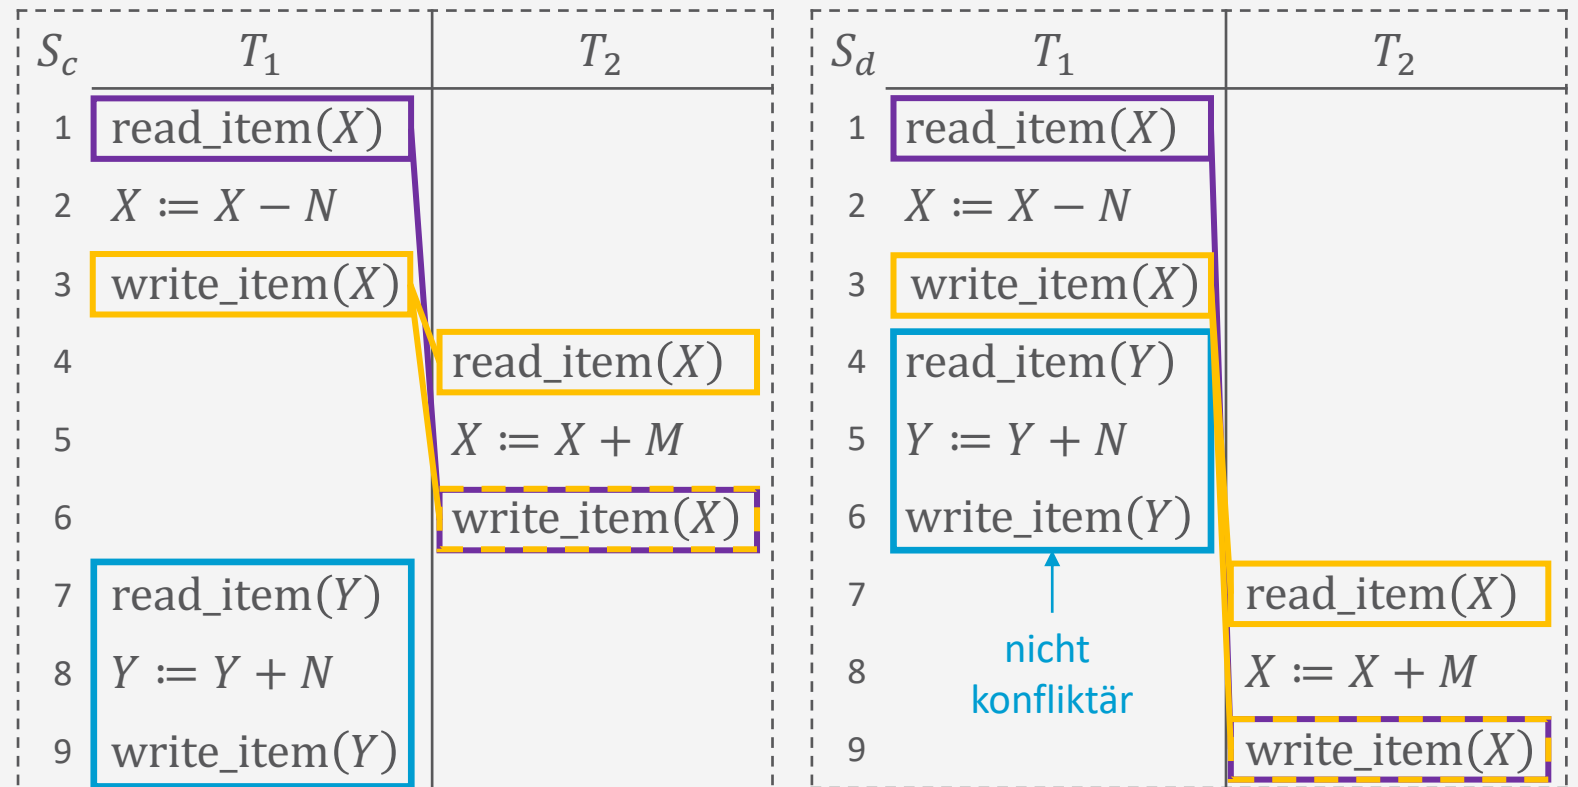 S_c T_1 T_2
1 read_item(X)
2 X ≔ X − N
3 write_item(X)
4 read_item(X)
5 X ≔ X + M
6 write_item(X)
7 read_item(Y)
8 Y ≔ Y + N
9 write_item(Y)
S_d T_1 T_2
1 read_item(X)
2 X ≔ X − N
3 write_item(X)
4 read_item(Y)
5 Y ≔ Y + N
6 write_item(Y)
7 read_item(X)
nicht
8 X ≔ X + M
konfliktär
9 write_item(X)